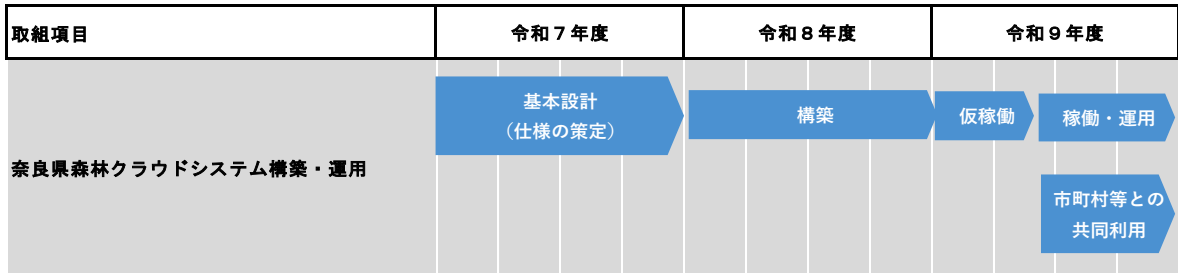 取組項目
令和７年度
令和８年度
令和９年度
奈良県森林クラウドシステム構築・運用
基本設計
（仕様の策定）
構築
仮稼働
稼働・運用
市町村等との
共同利用